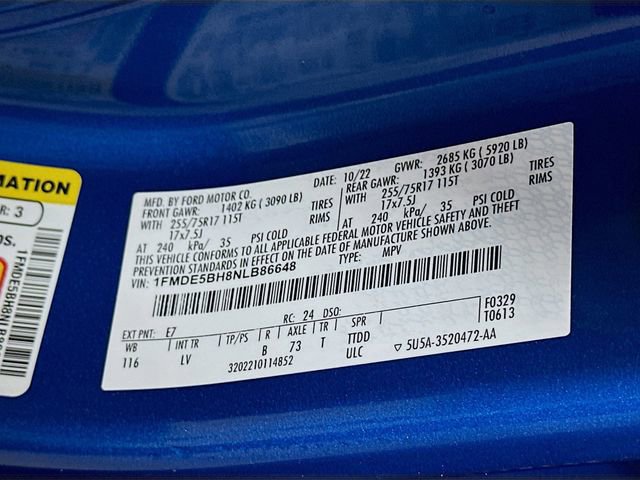 MATION
R: 3
os.
1FMDE5BH8NLB86
MFD. BY FORD MOTOR CO.
DATE: 10/22 GVWR: 2685 KG ( 5920 LB)
FRONT GAWR: 1402 KG ( 3090 LB) REAR GAWR: 1393 KG ( 3070 LB)
WITH 255/75R17 115T TIRES WITH 255/75R17 115T TIRES
17x7.5J RIMS 17x7.5J RIMS
AT 240 kPa/ 35 PSI COLD AT 240 kPa/ 35 PSI COLD
THIS VEHICLE CONFORMS TO ALL APPLICABLE FEDERAL MOTOR VEHICLE SAFETY AND THEFT
PREVENTION STANDARDS IN EFFECT ON THE DATE OF MANUFACTURE SHOWN ABOVE.
VIN: 1FMDE5BH8NLB86648 TYPE: MPV
EXT PNT: E7 RC: 24 DSO: F0329
WB INT TR TP/PS R AXLE TR SPR T0613
116 LV B 73 T TTDD
3202210114852 ULC ▽ 5U5A-3520472-AA